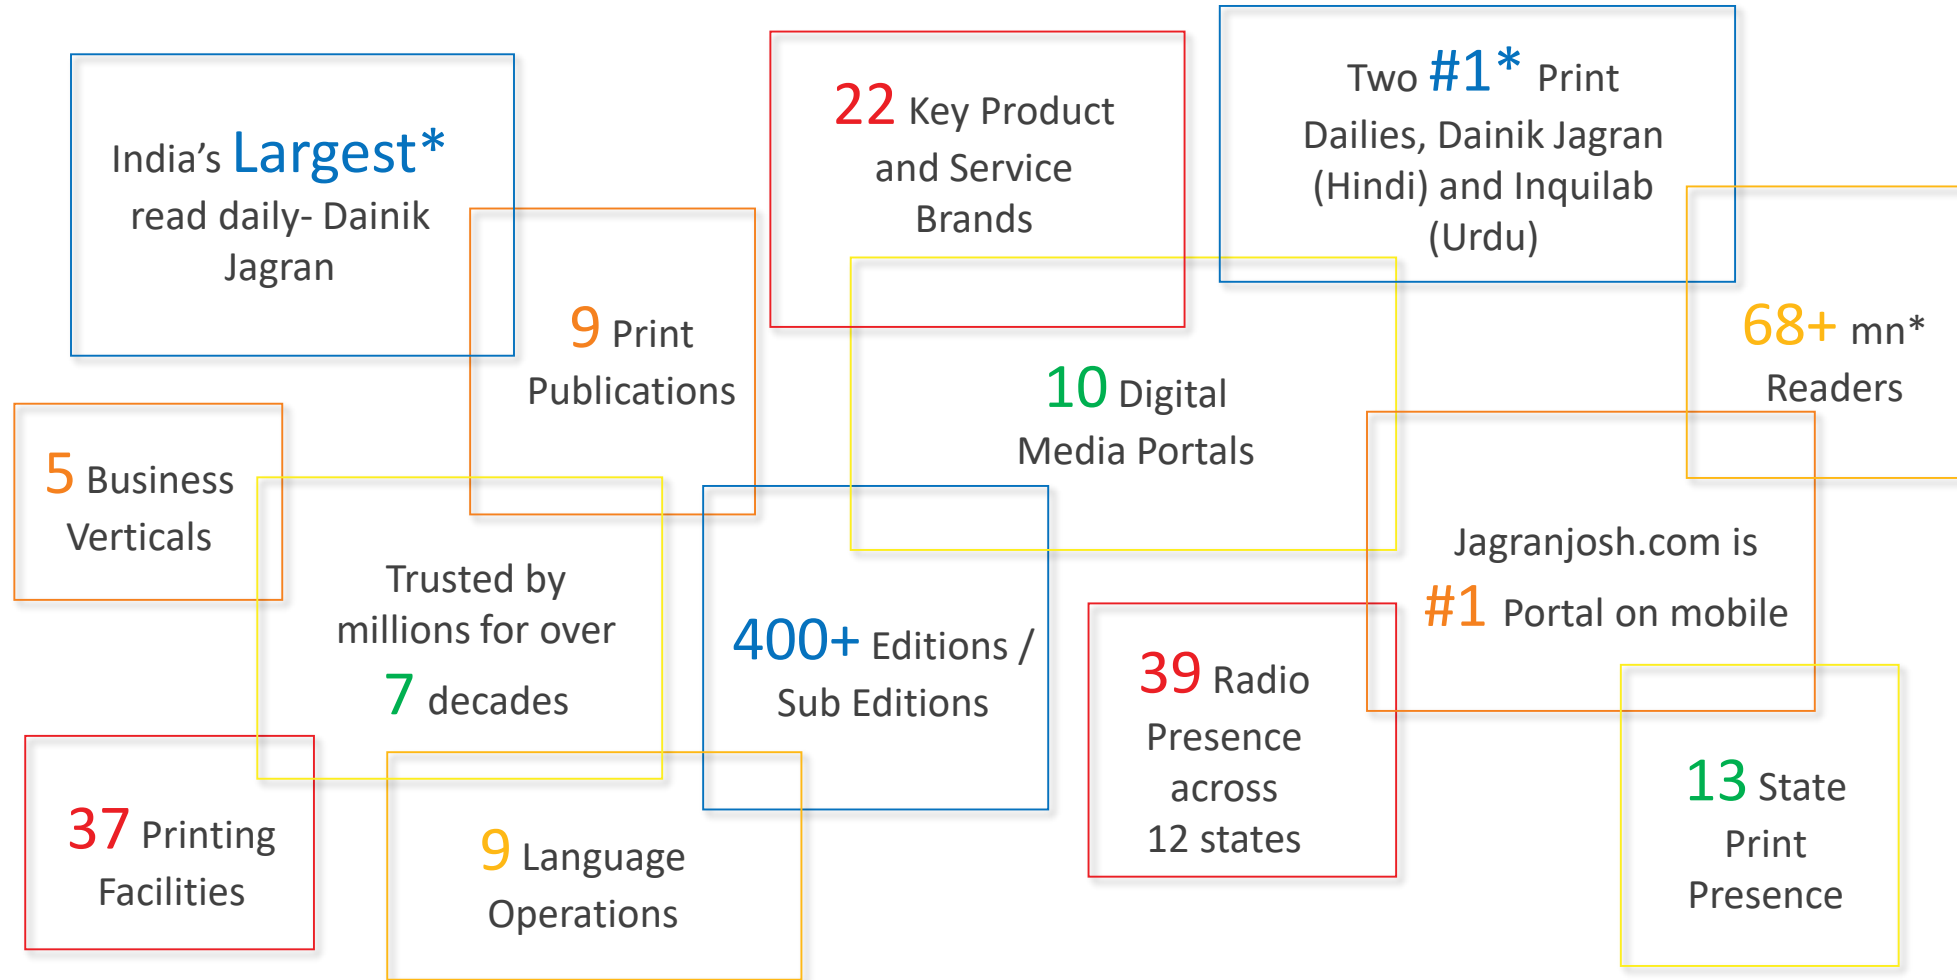 India's Largest*
read daily- Dainik
Jagran
22 Key Product
and Service
Brands
Two #1* Print
Dailies, Dainik Jagran
(Hindi) and Inquilab
(Urdu)
9 Print
Publications
10 Digital
Media Portals
68+ mn*
Readers
5 Business
Verticals
Trusted by
millions for over
7 decades
400+ Editions /
Sub Editions
Jagranjosh.com is
#1 Portal on mobile
39 Radio
Presence
across
12 states
37 Printing
Facilities
9 Language
Operations
13 State
Print
Presence